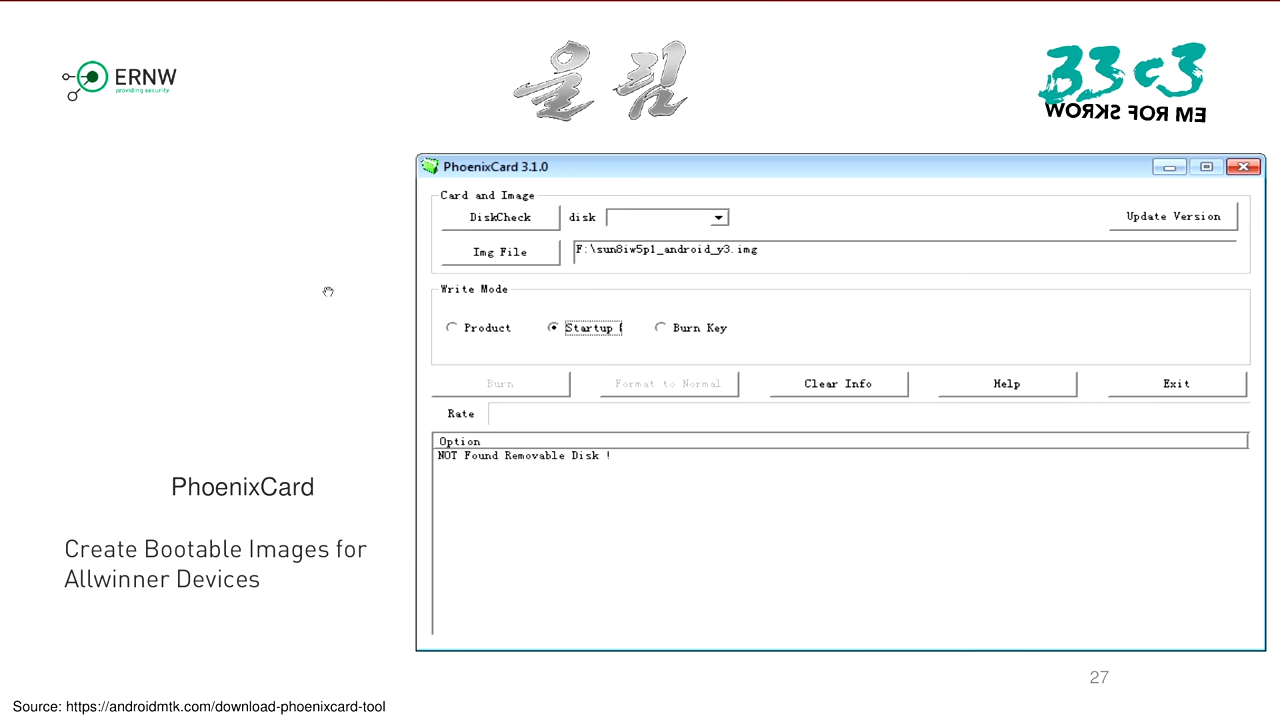 ERNW
providing security.
울림
33c3
WORKS FOR ME
PhoenixCard 3.1.0
Card and Image
DiskCheck disk Update Version
Img File F:\sun8iw5p1_android_y3.img
Write Mode
Product Startup Burn Key
Burn Format to Normal Clear Info Help Exit
Rate
Option
NOT Found Removable Disk !
PhoenixCard
Create Bootable Images for
Allwinner Devices
27
Source: https://androidmtk.com/download-phoenixcard-tool